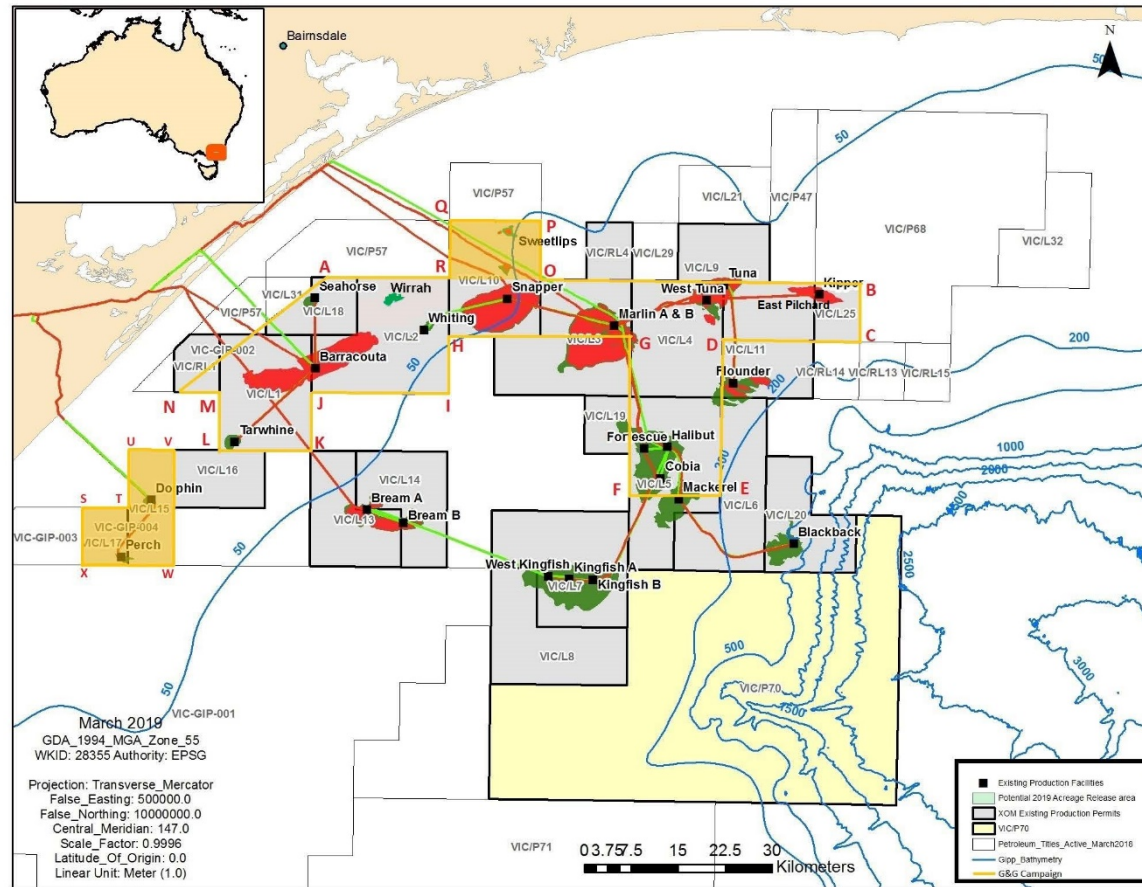 Bairnsdale
N
50
50
VIC/P57
Q
P
Sweetlips
VIC/RL4
VIC/L29
VIC/L21
VIC/P47
VIC/P68
VIC/L32
VIC/P57
A
R
O
VIC/L9
Tuna
Seahorse
Wirrah
VIC/L10
Snapper
West Tuna
Kipper
B
VIC/L31
VIC/L18
East Pilchard
VIC/P57
Whiting
Marlin A & B
VIC/L25
VIC/L2
H
VIC/L3
G
VIC/L4
D
C
VIC-GIP-002
50
VIC/L11
200
VIC/RL1
Barracouta
Flounder
VIC/RL14
VIC/RL13
VIC/RL15
N
M
VIC/L1
J
I
VIC/L19
L
Tarwhine
K
Fortescue
Halibut
1000
U
V
VIC/L16
Cobia
200
2000
Dolphin
VIC/L14
VIC/L5
Mackerel
S
T
VIC/L15
Bream A
F
E
VIC/L6
VIC-GIP-004
VIC/L13
Bream B
VIC/L20
VIC-GIP-003
VIC/L17
Perch
Blackback
X
W
50
West Kingfish
Kingfish A
2500
VIC/L7
Kingfish B
500
VIC/L8
3000
VIC/P70
1500
50
VIC-GIP-001
March 2019
GDA_1994_MGA_Zone_55
WKID: 28355 Authority: EPSG
Projection: Transverse_Mercator
False_Easting: 500000.0
False_Northing: 10000000.0
Central_Meridian: 147.0
Scale_Factor: 0.9996
Latitude_Of_Origin: 0.0
Linear Unit: Meter (1.0)
VIC/P71
0 3.75 7.5 15 22.5 30
Kilometers
Existing Production Facilities
Potential 2019 Acreage Release area
XOM Existing Production Permits
VIC/P70
Petroleum_Titles_Active_March2018
Gipp_Bathymetry
G&G Campaign